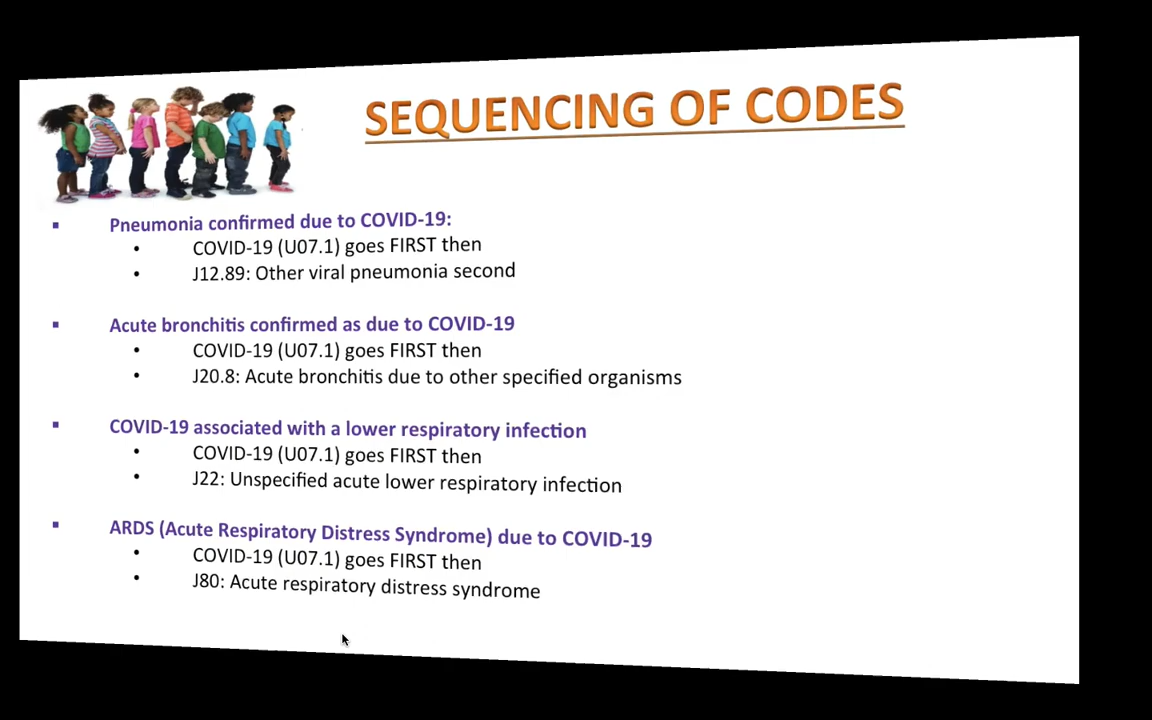 SEQUENCING OF CODES
▪ Pneumonia confirmed due to COVID-19:
• COVID-19 (U07.1) goes FIRST then
• J12.89: Other viral pneumonia second
▪ Acute bronchitis confirmed as due to COVID-19
• COVID-19 (U07.1) goes FIRST then
• J20.8: Acute bronchitis due to other specified organisms
▪ COVID-19 associated with a lower respiratory infection
• COVID-19 (U07.1) goes FIRST then
• J22: Unspecified acute lower respiratory infection
▪ ARDS (Acute Respiratory Distress Syndrome) due to COVID-19
• COVID-19 (U07.1) goes FIRST then
• J80: Acute respiratory distress syndrome